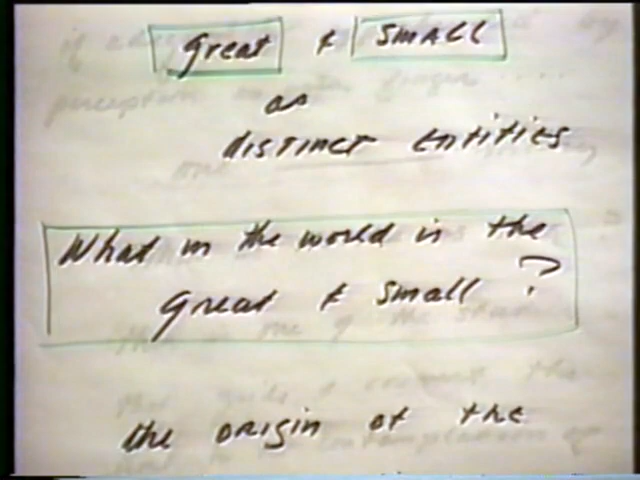 Great & Small
as
distinct entities
What in the world is the
Great & Small ?
the origin of the